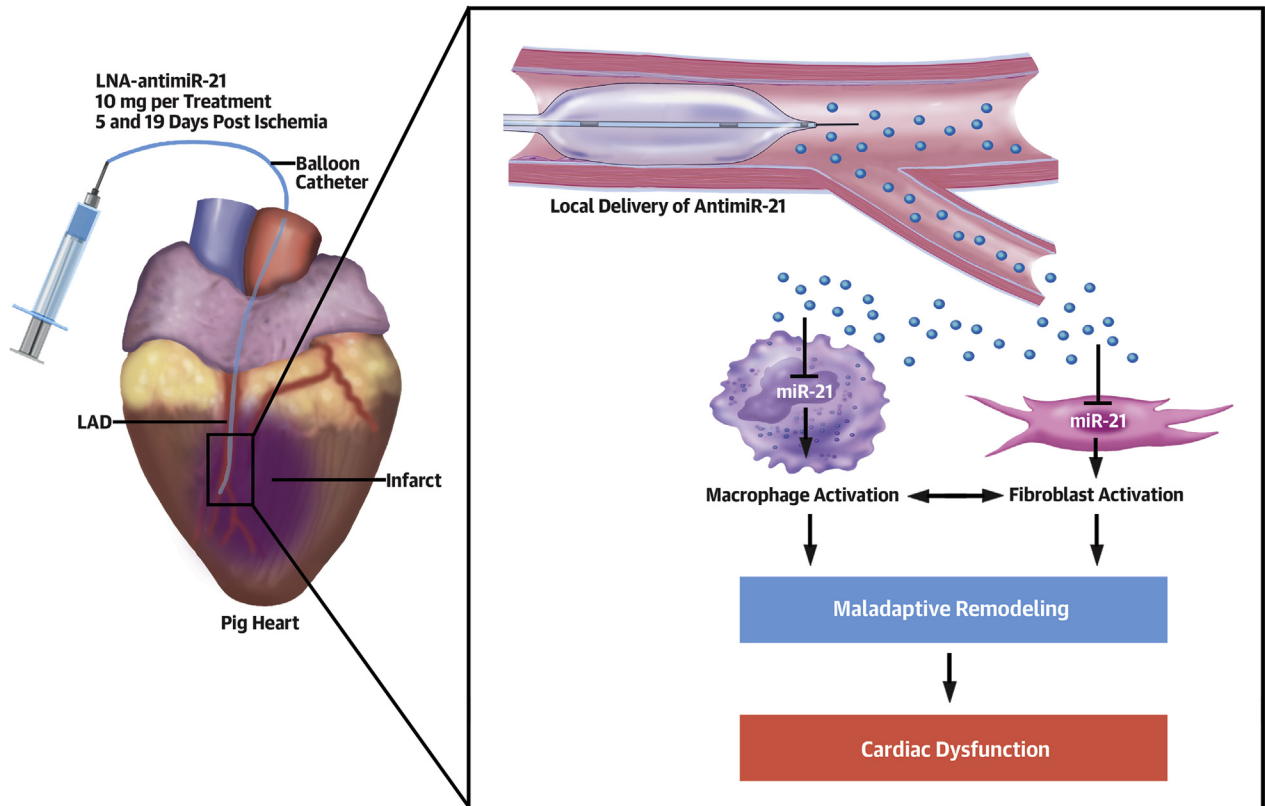 LNA-antimiR-21
10 mg per Treatment
5 and 19 Days Post Ischemia
Balloon
Catheter
LAD
Infarct
Pig Heart
Local Delivery of AntimiR-21
miR-21
miR-21
Macrophage Activation
Fibroblast Activation
Maladaptive Remodeling
Cardiac Dysfunction